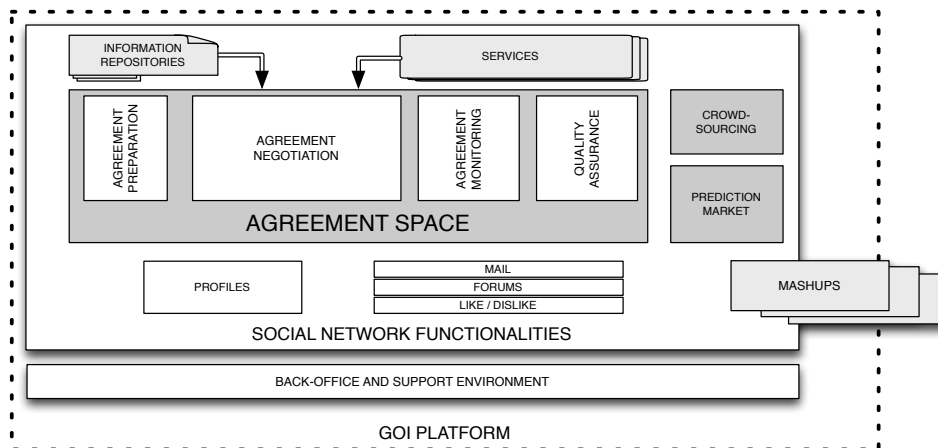 INFORMATION
REPOSITORIES
SERVICES
AGREEMENT
PREPARATION
AGREEMENT
NEGOTIATION
AGREEMENT
MONITORING
QUALITY
ASSURANCE
CROWD-
SOURCING
PREDICTION
MARKET
AGREEMENT SPACE
PROFILES
MAIL
FORUMS
LIKE / DISLIKE
MASHUPS
SOCIAL NETWORK FUNCTIONALITIES
BACK-OFFICE AND SUPPORT ENVIRONMENT
GOI PLATFORM